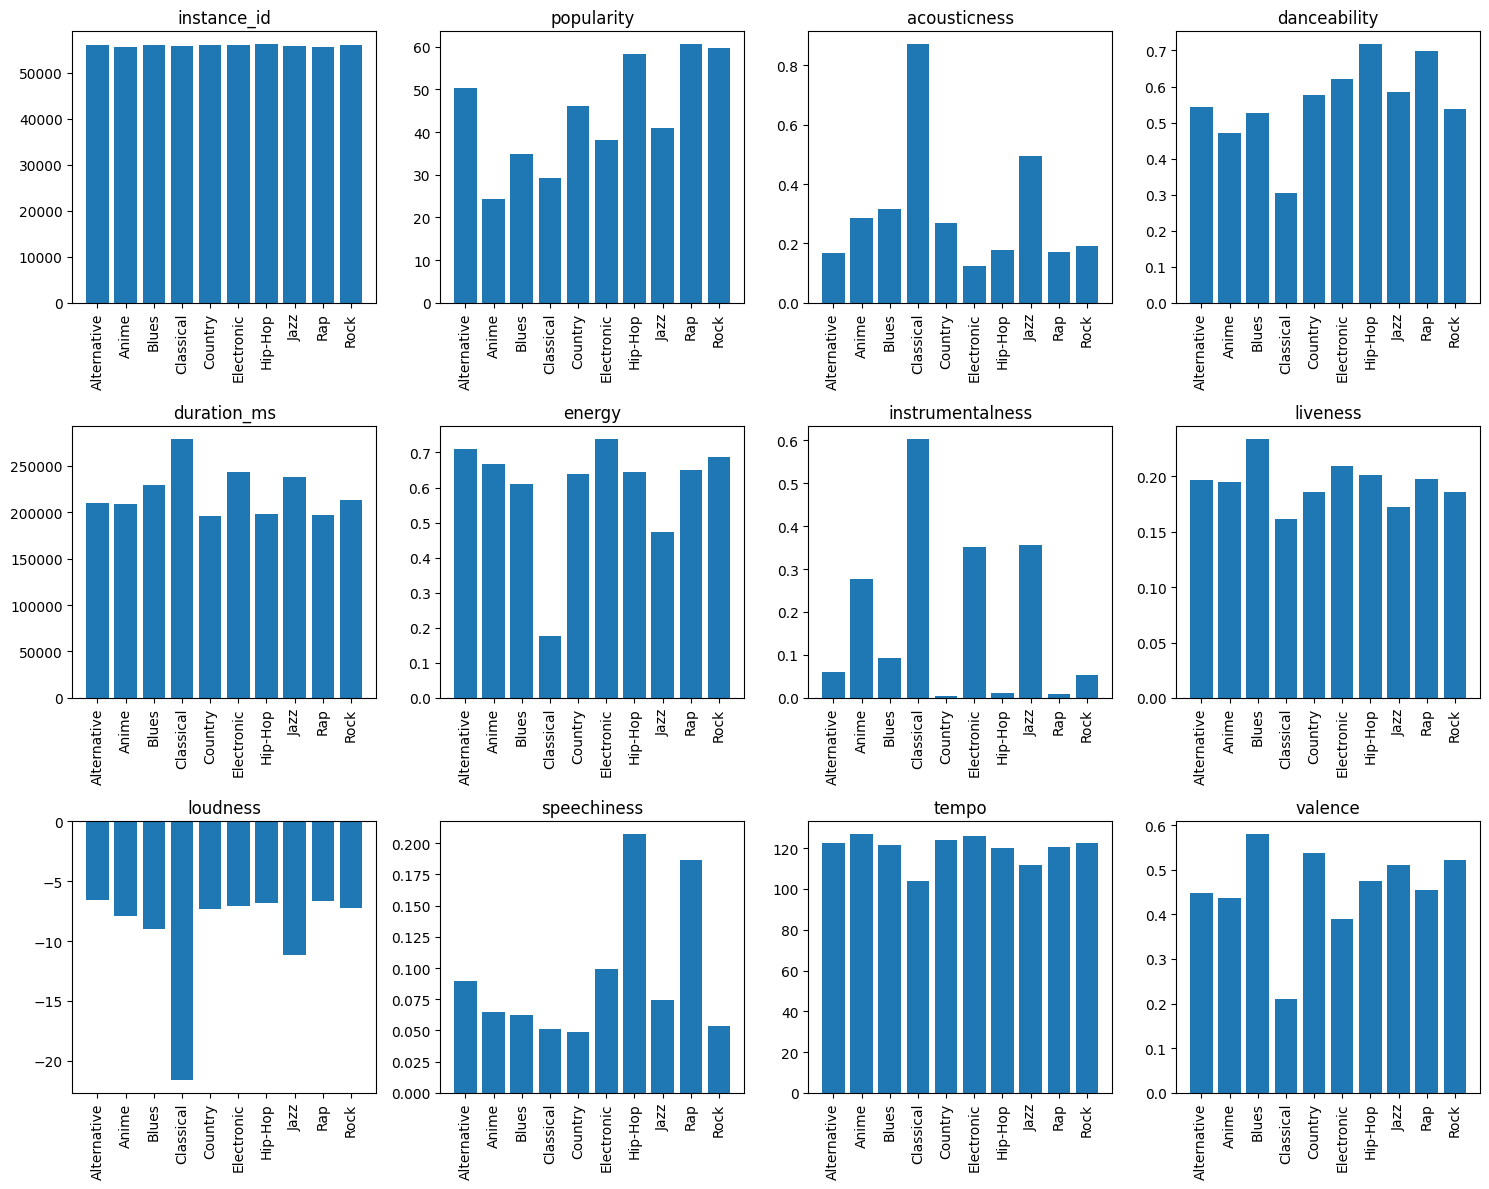 instance_id
50000
40000
30000
20000
10000
0
Alternative
Anime
Blues
Classical
Country
Electronic
Hip-Hop
Jazz
Rap
Rock
popularity
60
50
40
30
20
10
0
Alternative
Anime
Blues
Classical
Country
Electronic
Hip-Hop
Jazz
Rap
Rock
acousticness
0.8
0.6
0.4
0.2
0.0
Alternative
Anime
Blues
Classical
Country
Electronic
Hip-Hop
Jazz
Rap
Rock
danceability
0.7
0.6
0.5
0.4
0.3
0.2
0.1
0.0
Alternative
Anime
Blues
Classical
Country
Electronic
Hip-Hop
Jazz
Rap
Rock
duration_ms
250000
200000
150000
100000
50000
0
Alternative
Anime
Blues
Classical
Country
Electronic
Hip-Hop
Jazz
Rap
Rock
energy
0.7
0.6
0.5
0.4
0.3
0.2
0.1
0.0
Alternative
Anime
Blues
Classical
Country
Electronic
Hip-Hop
Jazz
Rap
Rock
instrumentalness
0.6
0.5
0.4
0.3
0.2
0.1
0.0
Alternative
Anime
Blues
Classical
Country
Electronic
Hip-Hop
Jazz
Rap
Rock
liveness
0.20
0.15
0.10
0.05
0.00
Alternative
Anime
Blues
Classical
Country
Electronic
Hip-Hop
Jazz
Rap
Rock
loudness
0
−5
−10
−15
−20
Alternative
Anime
Blues
Classical
Country
Electronic
Hip-Hop
Jazz
Rap
Rock
speechiness
0.200
0.175
0.150
0.125
0.100
0.075
0.050
0.025
0.000
Alternative
Anime
Blues
Classical
Country
Electronic
Hip-Hop
Jazz
Rap
Rock
tempo
120
100
80
60
40
20
0
Alternative
Anime
Blues
Classical
Country
Electronic
Hip-Hop
Jazz
Rap
Rock
valence
0.6
0.5
0.4
0.3
0.2
0.1
0.0
Alternative
Anime
Blues
Classical
Country
Electronic
Hip-Hop
Jazz
Rap
Rock